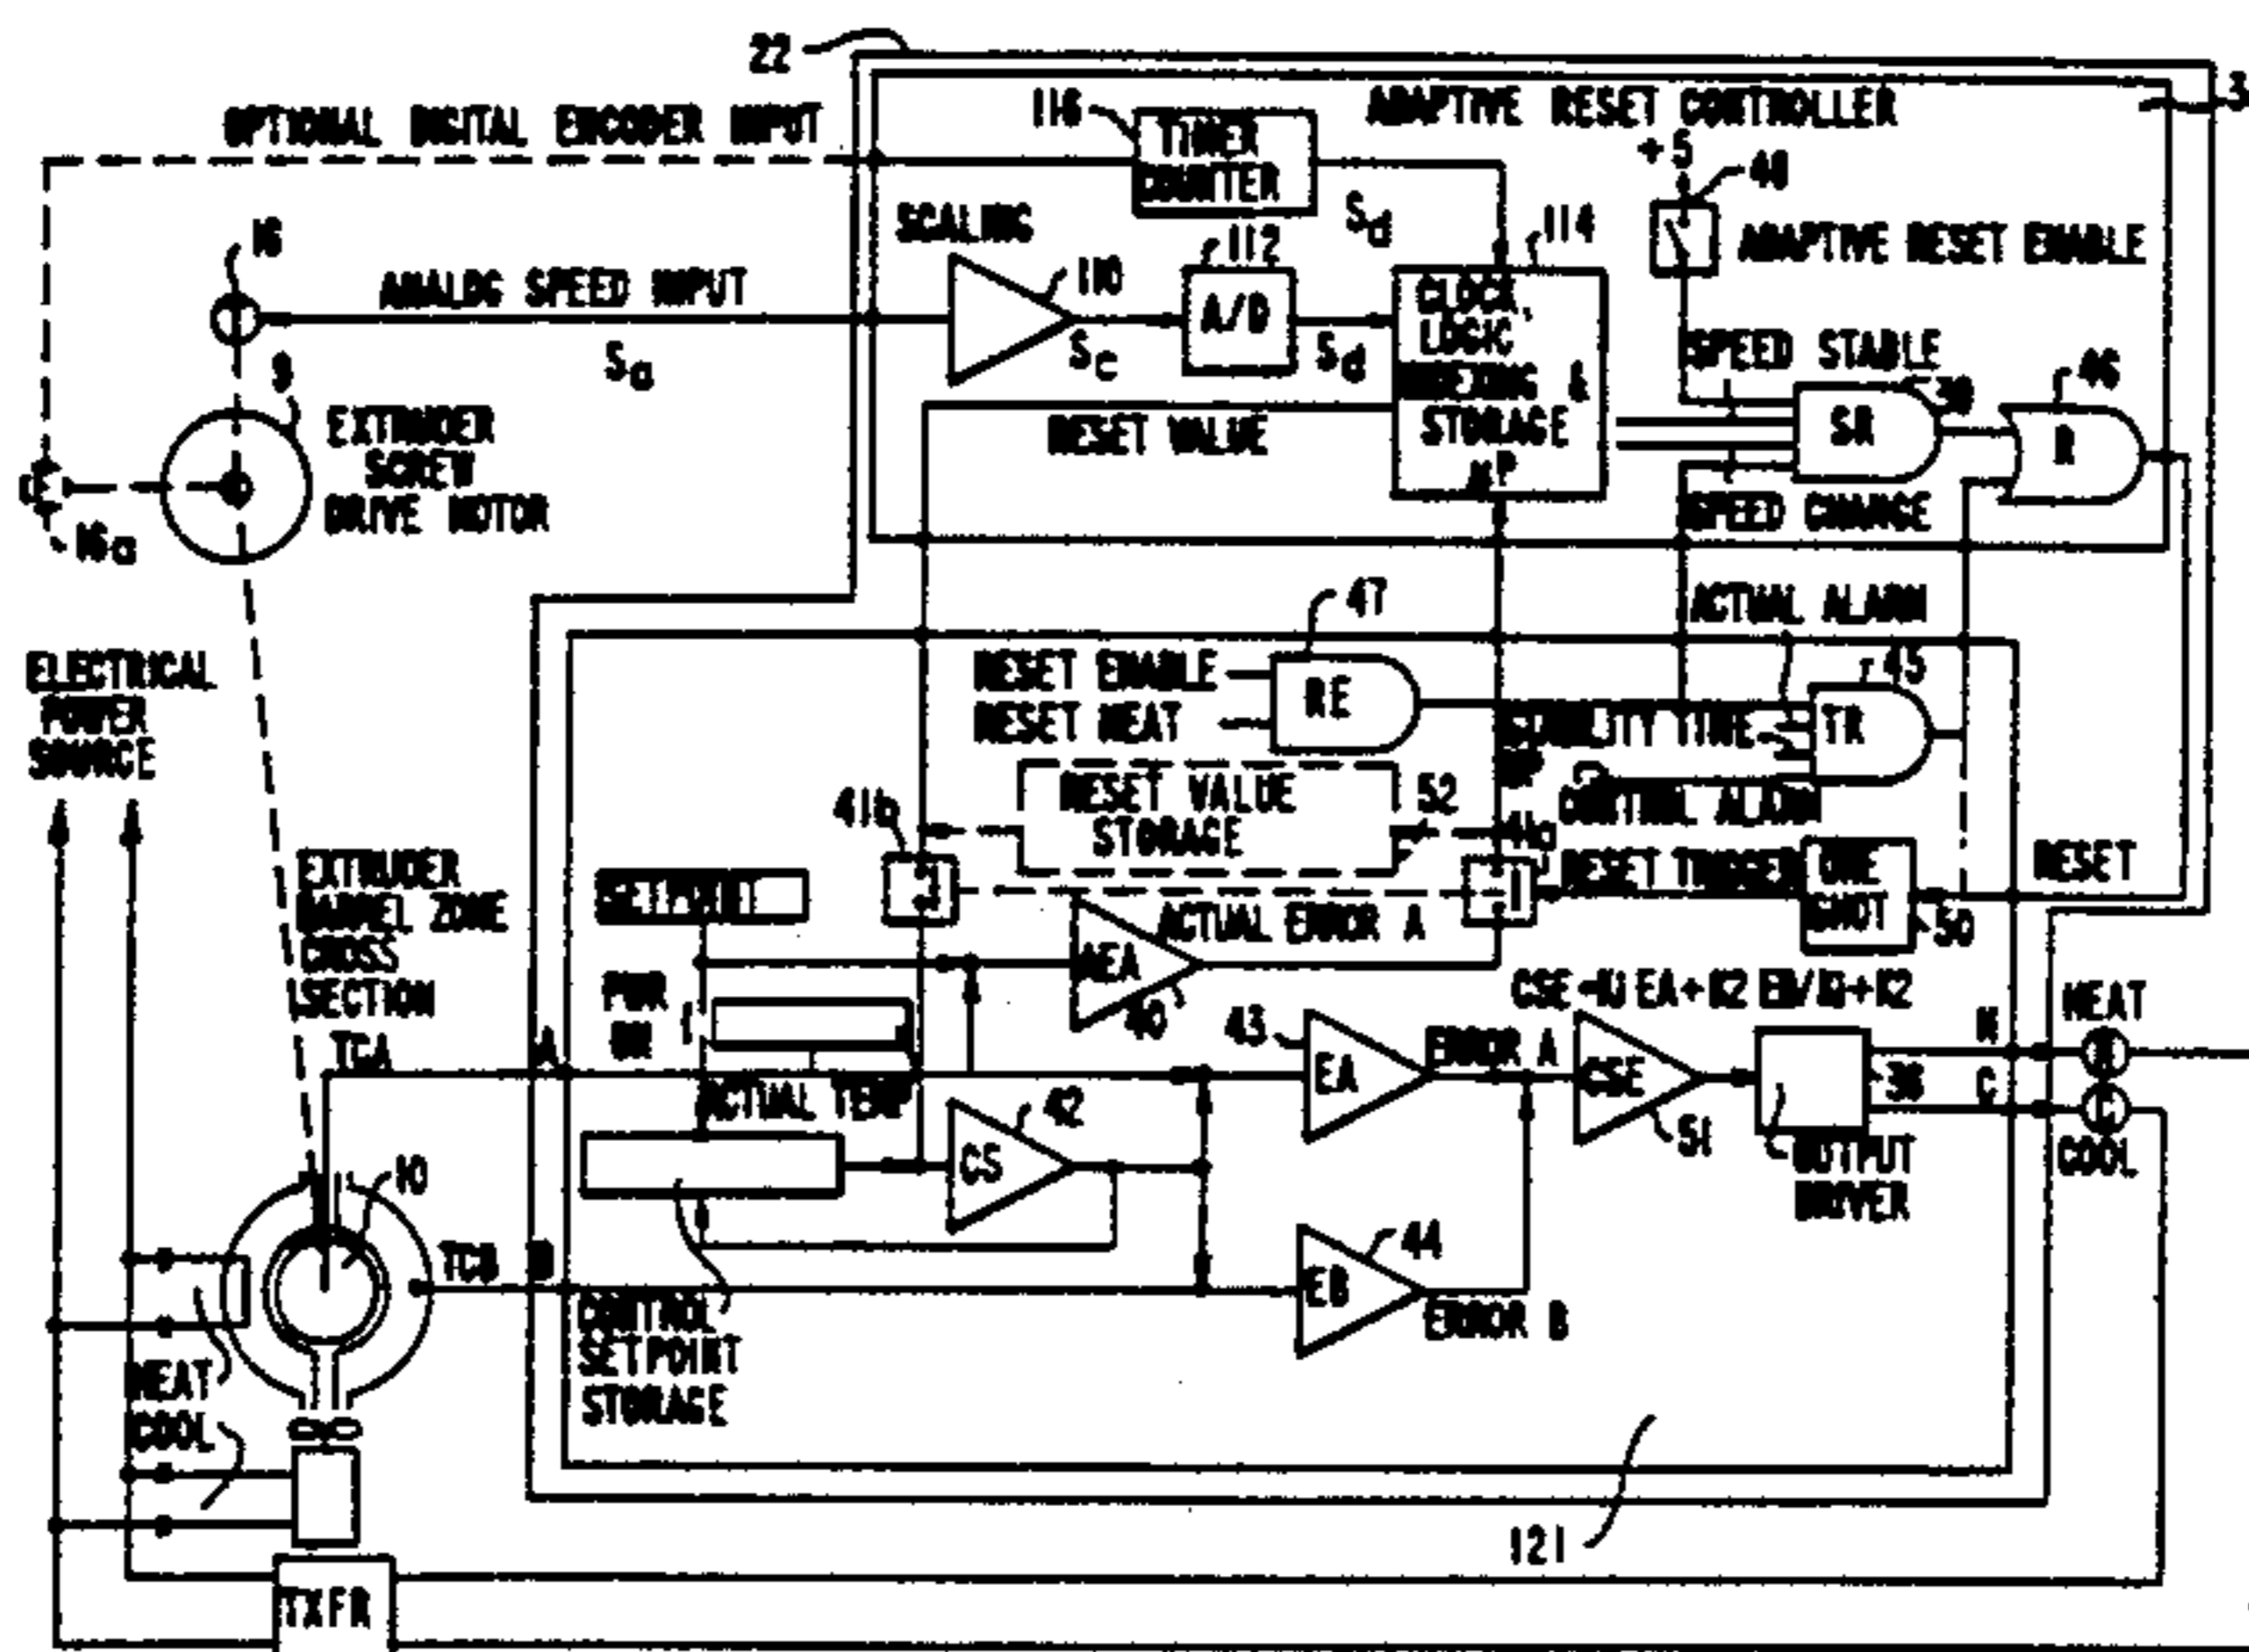 22
OPTIONAL DIGITAL ENCODER INPUT
116
TIMER
COUNTER
ADAPTIVE RESET CONTROLLER
+5
48
ADAPTIVE RESET ENABLE
Sd
SCALING
16
ANALOG SPEED INPUT
Sa
110
Sc
112
A/D
Sd
114
CLOCK,
LOGIC
INDEXING &
STORAGE
RESET VALUE
SPEED STABLE
SR
SPEED CHANGE
46
R
9
EXTRUDER
SCREW
DRIVE MOTOR
16a
ELECTRICAL
POWER
SOURCE
47
RESET ENABLE
RESET HEAT
RE
ACTUAL ALARM
45
STABILITY TIME
TR
CONTROL ALARM
RESET VALUE
STORAGE
52
41b
41a
RESET TRIGGER
ONE
SHOT
50
RESET
SETPOINT
ACTUAL ERROR A
AEA
40
EXTRUDER
BARREL ZONE
CROSS
SECTION
PWR
TCA
A
ACTUAL TEMP
42
CS
43
EA
ERROR A
CSE
51
H
C
HEAT
COOL
OUTPUT
DRIVER
10
TCB
B
44
EB
ERROR B
CONTROL
SETPOINT
STORAGE
HEAT
COOL
121
TXFR